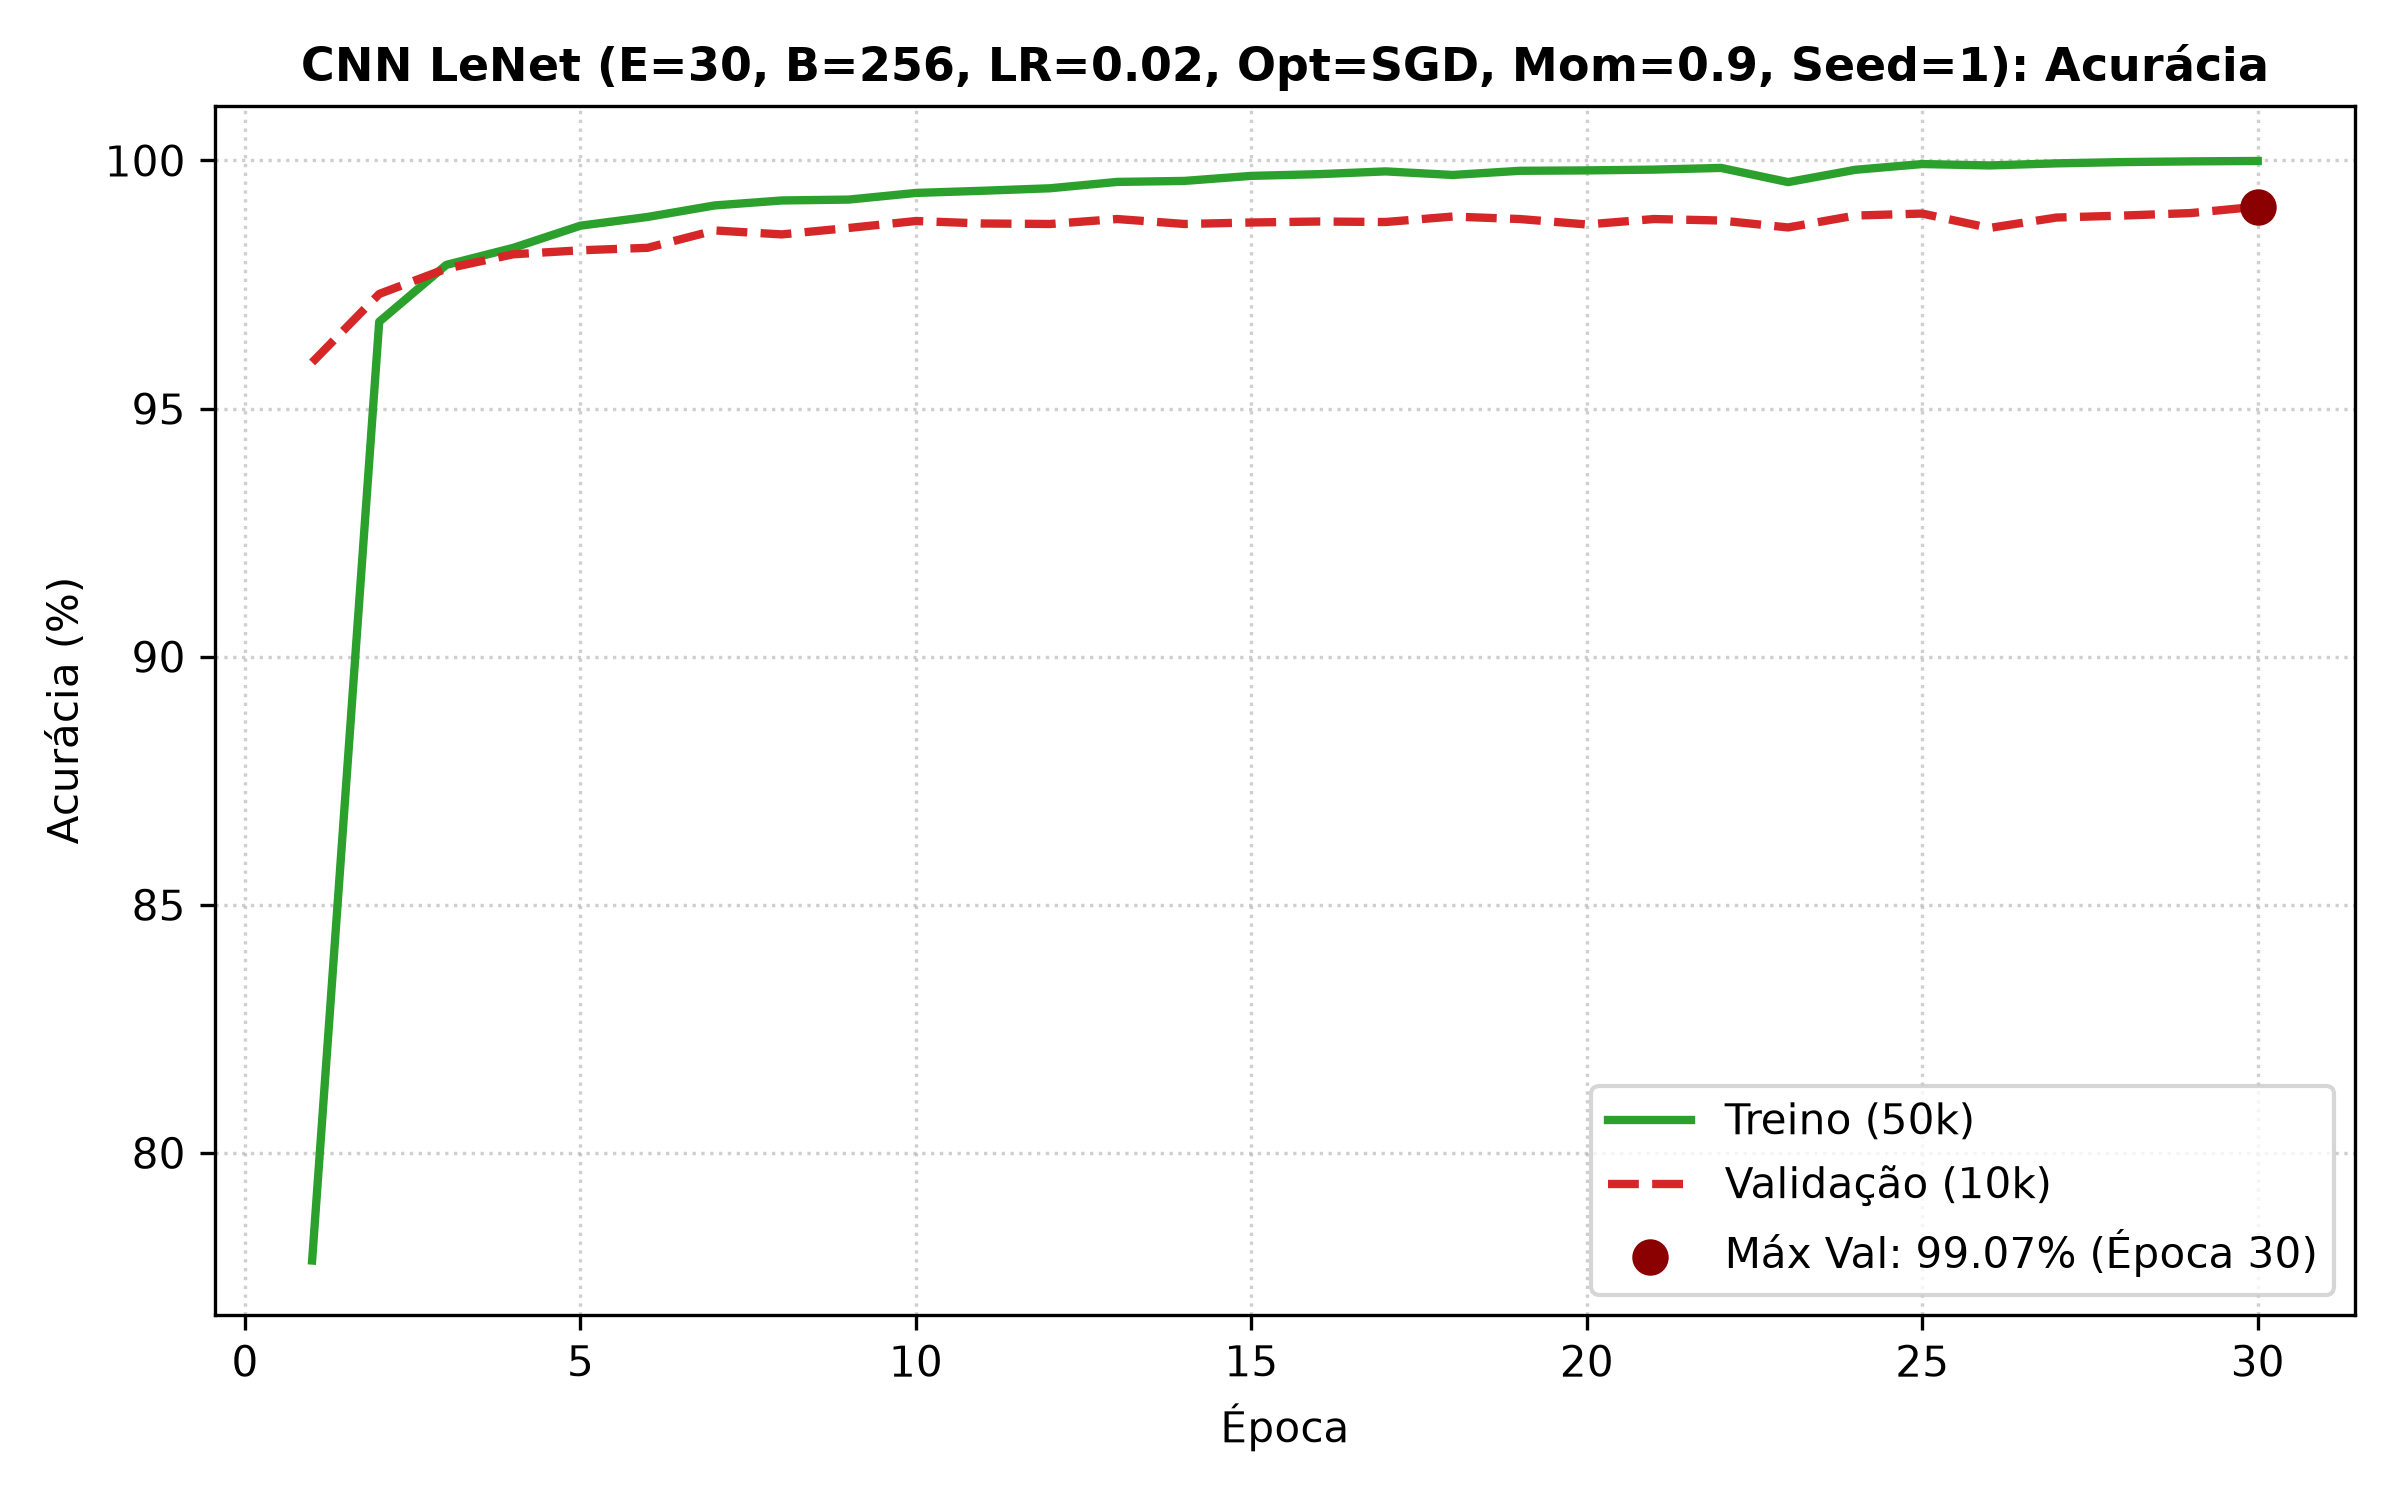 CNN LeNet (E=30, B=256, LR=0.02, Opt=SGD, Mom=0.9, Seed=1): Acurácia
Acurácia (%)
100
95
90
85
80
Treino (50k)
Validação (10k)
Máx Val: 99.07% (Época 30)
0 5 10 15 20 25 30
Época